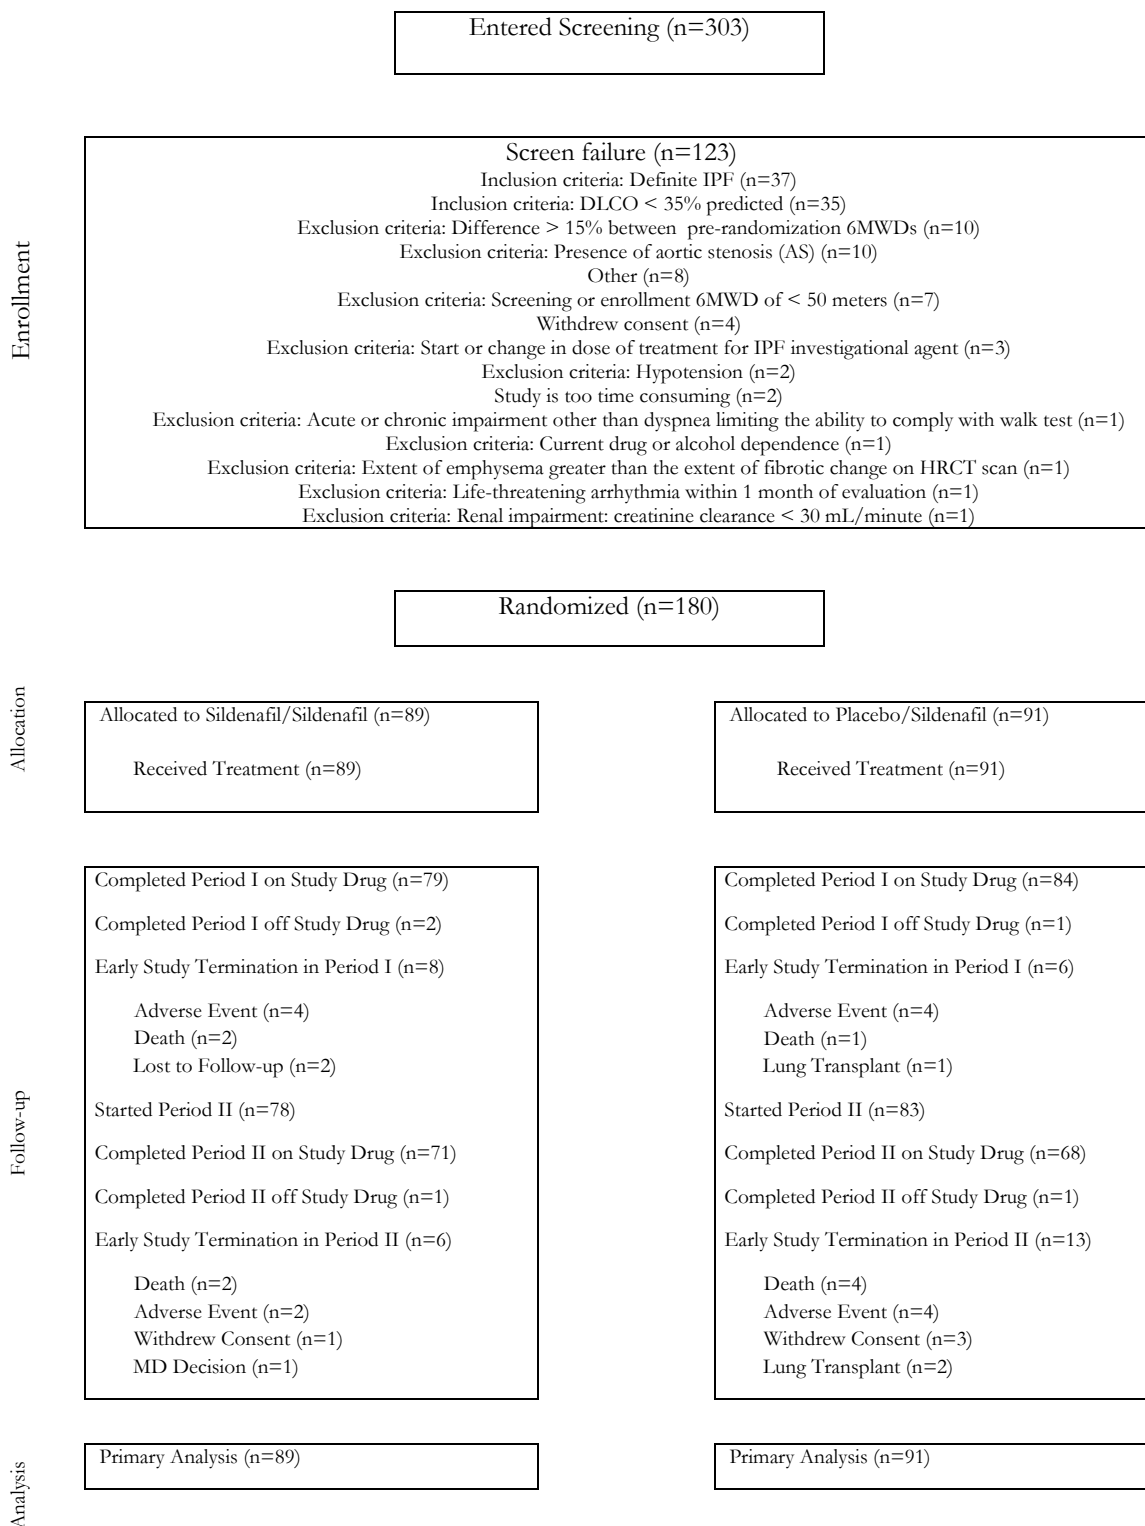 Entered Screening (n=303)
Enrollment
Screen failure (n=123)
Inclusion criteria: Definite IPF (n=37)
Inclusion criteria: DLCO < 35% predicted (n=35)
Exclusion criteria: Difference > 15% between pre-randomization 6MWDs (n=10)
Exclusion criteria: Presence of aortic stenosis (AS) (n=10)
Other (n=8)
Exclusion criteria: Screening or enrollment 6MWD of < 50 meters (n=7)
Withdrew consent (n=4)
Exclusion criteria: Start or change in dose of treatment for IPF investigational agent (n=3)
Exclusion criteria: Hypotension (n=2)
Study is too time consuming (n=2)
Exclusion criteria: Acute or chronic impairment other than dyspnea limiting the ability to comply with walk test (n=1)
Exclusion criteria: Current drug or alcohol dependence (n=1)
Exclusion criteria: Extent of emphysema greater than the extent of fibrotic change on HRCT scan (n=1)
Exclusion criteria: Life-threatening arrhythmia within 1 month of evaluation (n=1)
Exclusion criteria: Renal impairment: creatinine clearance < 30 mL/minute (n=1)
Randomized (n=180)
Allocation
Allocated to Sildenafil/Sildenafil (n=89)
Received Treatment (n=89)
Allocated to Placebo/Sildenafil (n=91)
Received Treatment (n=91)
Follow-up
Completed Period I on Study Drug (n=79)
Completed Period I off Study Drug (n=2)
Early Study Termination in Period I (n=8)
Adverse Event (n=4)
Death (n=2)
Lost to Follow-up (n=2)
Started Period II (n=78)
Completed Period II on Study Drug (n=71)
Completed Period II off Study Drug (n=1)
Early Study Termination in Period II (n=6)
Death (n=2)
Adverse Event (n=2)
Withdrew Consent (n=1)
MD Decision (n=1)
Completed Period I on Study Drug (n=84)
Completed Period I off Study Drug (n=1)
Early Study Termination in Period I (n=6)
Adverse Event (n=4)
Death (n=1)
Lung Transplant (n=1)
Started Period II (n=83)
Completed Period II on Study Drug (n=68)
Completed Period II off Study Drug (n=1)
Early Study Termination in Period II (n=13)
Death (n=4)
Adverse Event (n=4)
Withdrew Consent (n=3)
Lung Transplant (n=2)
Analysis
Primary Analysis (n=89)
Primary Analysis (n=91)